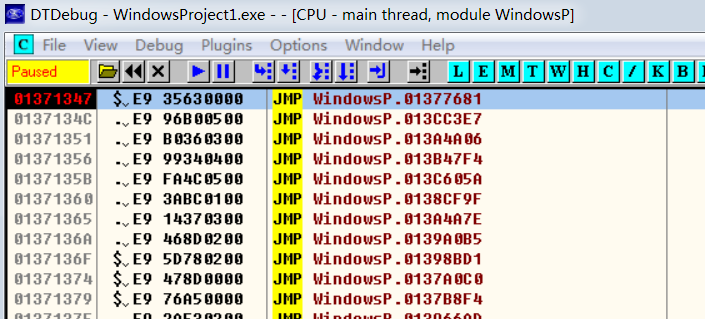 DTDebug - WindowsProject1.exe - - [CPU - main thread, module WindowsP]
C File View Debug Plugins Options Window Help
Paused L E M T W H C / K B
01371347 $ E9 35630000 JMP WindowsP.01377681
0137134C . E9 96B00500 JMP WindowsP.013CC3E7
01371351 . E9 B0360300 JMP WindowsP.013A4A06
01371356 . E9 99340400 JMP WindowsP.013B47F4
0137135B . E9 FA4C0500 JMP WindowsP.013C605A
01371360 . E9 3ABC0100 JMP WindowsP.0138CF9F
01371365 . E9 14370300 JMP WindowsP.013A4A7E
0137136A . E9 468D0200 JMP WindowsP.0139A0B5
0137136F $ E9 5D780200 JMP WindowsP.01398BD1
01371374 $ E9 478D0000 JMP WindowsP.0137A0C0
01371379 $ E9 76A50000 JMP WindowsP.0137B8F4